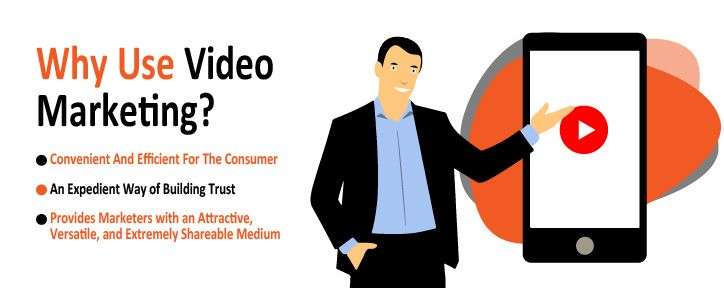 Why Use Video
Marketing?
Convenient And Efficient For The Consumer
An Expedient Way of Building Trust
Provides Marketers with an Attractive,
Versatile, and Extremely Shareable Medium